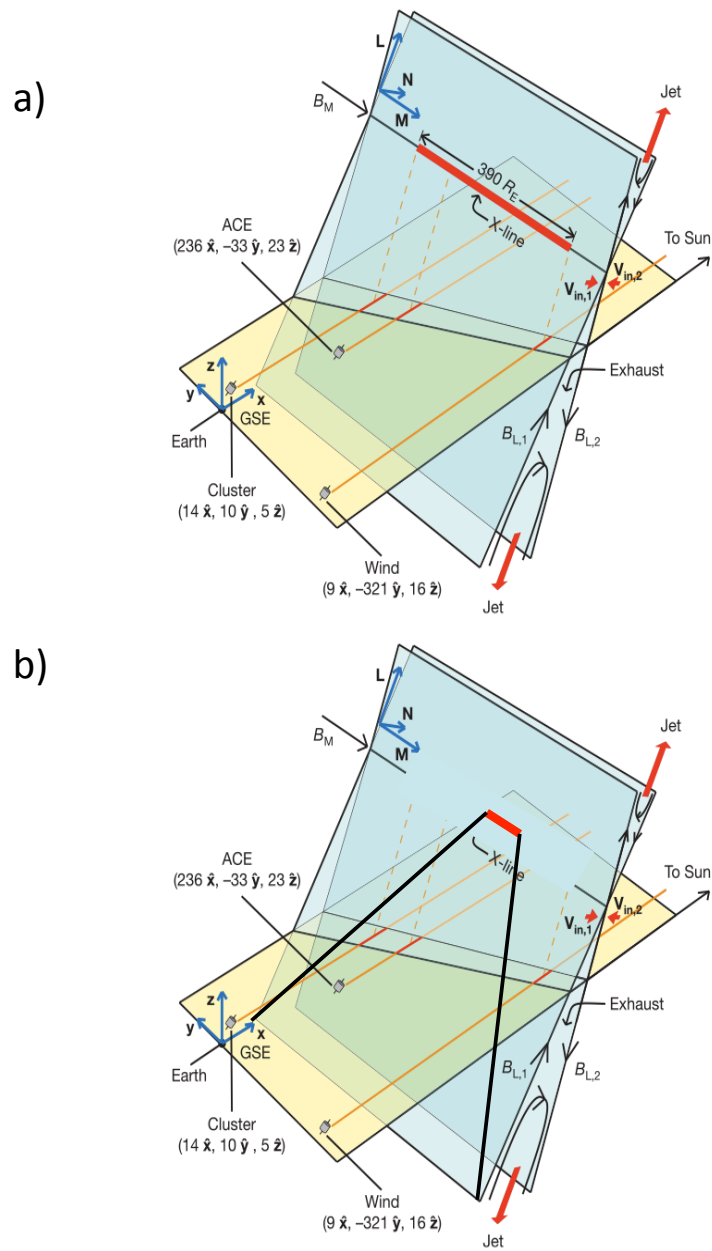 a)
L
N
M
B_M
Jet
390 R_E
X-line
ACE
(236 x̂, –33 ŷ, 23 ẑ)
To Sun
V_in,1
V_in,2
Exhaust
z
y
x
GSE
Earth
B_L,1
B_L,2
Cluster
(14 x̂, 10 ŷ , 5 ẑ)
Wind
(9 x̂, –321 ŷ, 16 ẑ)
Jet
b)
L
N
M
B_M
Jet
X-line
ACE
(236 x̂, –33 ŷ, 23 ẑ)
To Sun
V_in,1
V_in,2
Exhaust
z
y
x
GSE
Earth
B_L,1
B_L,2
Cluster
(14 x̂, 10 ŷ , 5 ẑ)
Wind
(9 x̂, –321 ŷ, 16 ẑ)
Jet